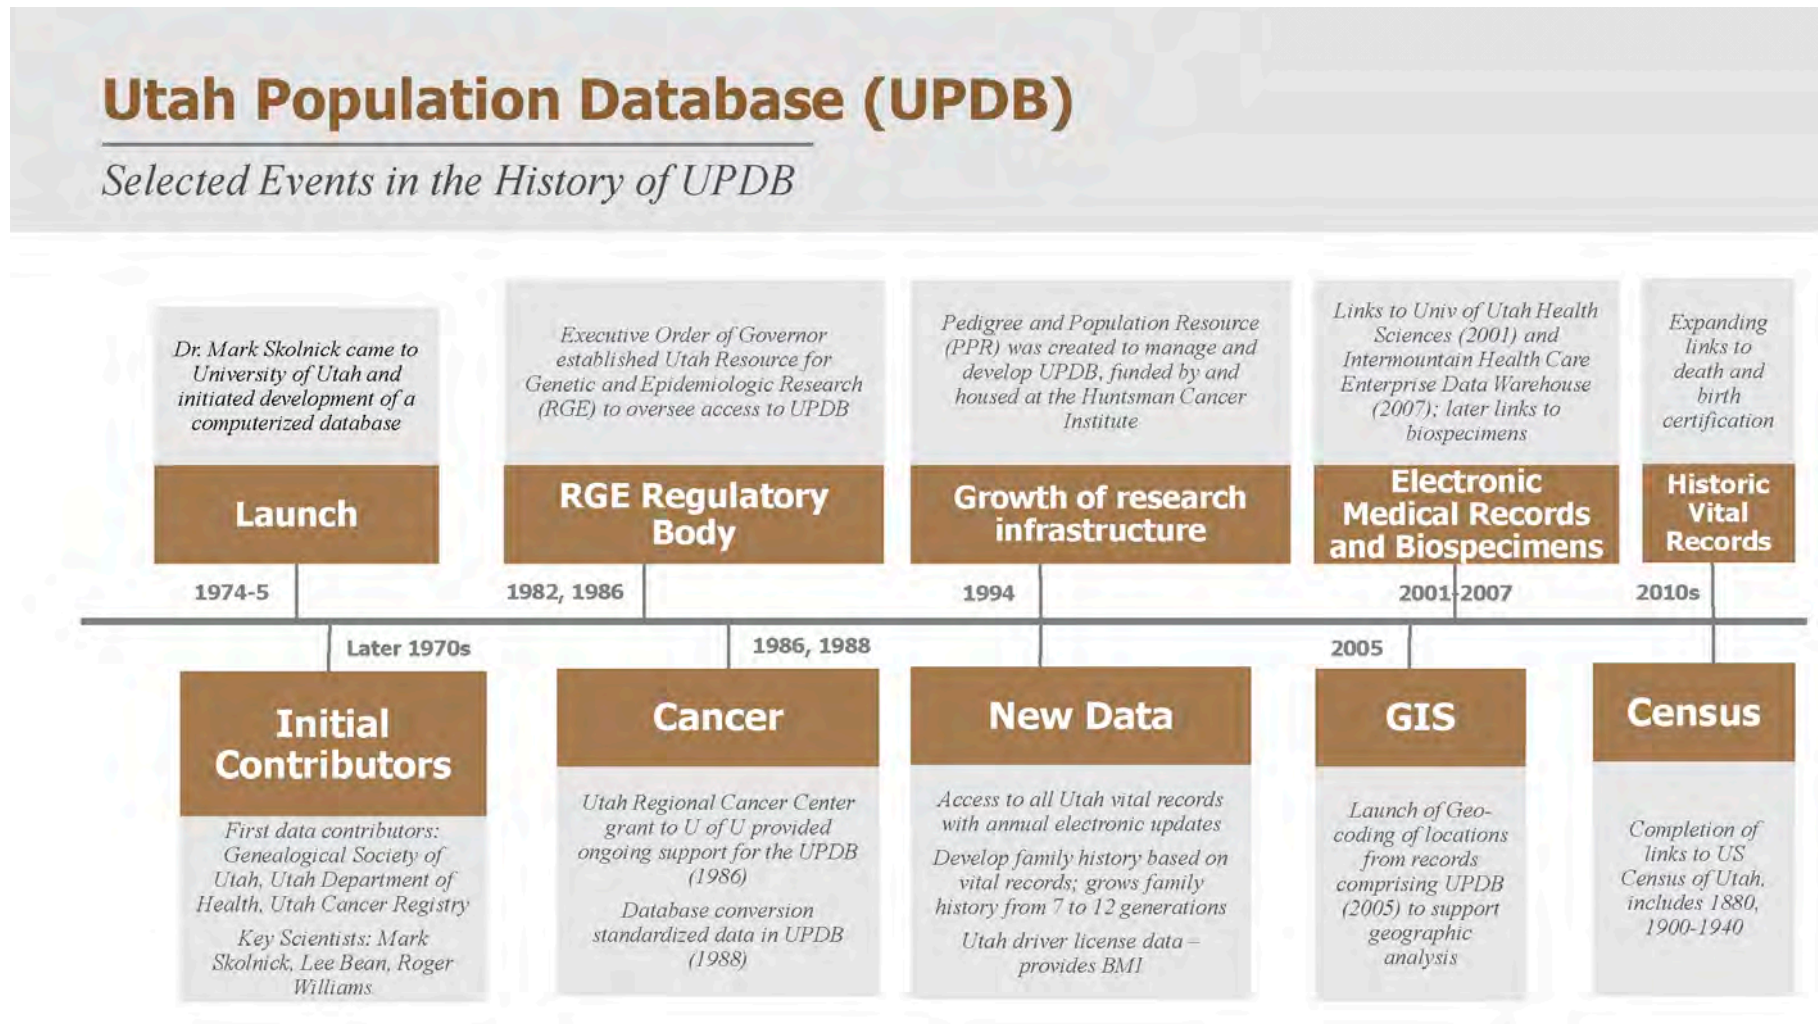 Utah Population Database (UPDB)
Selected Events in the History of UPDB
Dr. Mark Skolnick came to
University of Utah and
initiated development of a
computerized database
Launch
1974-5
Executive Order of Governor
established Utah Resource for
Genetic and Epidemiologic Research
(RGE) to oversee access to UPDB
RGE Regulatory
Body
1982, 1986
Pedigree and Population Resource
(PPR) was created to manage and
develop UPDB, funded by and
housed at the Huntsman Cancer
Institute
Growth of research
infrastructure
1994
Links to Univ of Utah Health
Sciences (2001) and
Intermountain Health Care
Enterprise Data Warehouse
(2007); later links to
biospecimens
Electronic
Medical Records
and Biospecimens
2001-2007
Expanding
links to
death and
birth
certification
Historic
Vital
Records
2010s
Later 1970s
Initial
Contributors
First data contributors:
Genealogical Society of
Utah, Utah Department of
Health, Utah Cancer Registry
Key Scientists: Mark
Skolnick, Lee Bean, Roger
Williams
1986, 1988
Cancer
Utah Regional Cancer Center
grant to U of U provided
ongoing support for the UPDB
(1986)
Database conversion
standardized data in UPDB
(1988)
New Data
Access to all Utah vital records
with annual electronic updates
Develop family history based on
vital records; grows family
history from 7 to 12 generations
Utah driver license data –
provides BMI
2005
GIS
Launch of Geo-
coding of locations
from records
comprising UPDB
(2005) to support
geographic
analysis
Census
Completion of
links to US
Census of Utah,
includes 1880,
1900-1940